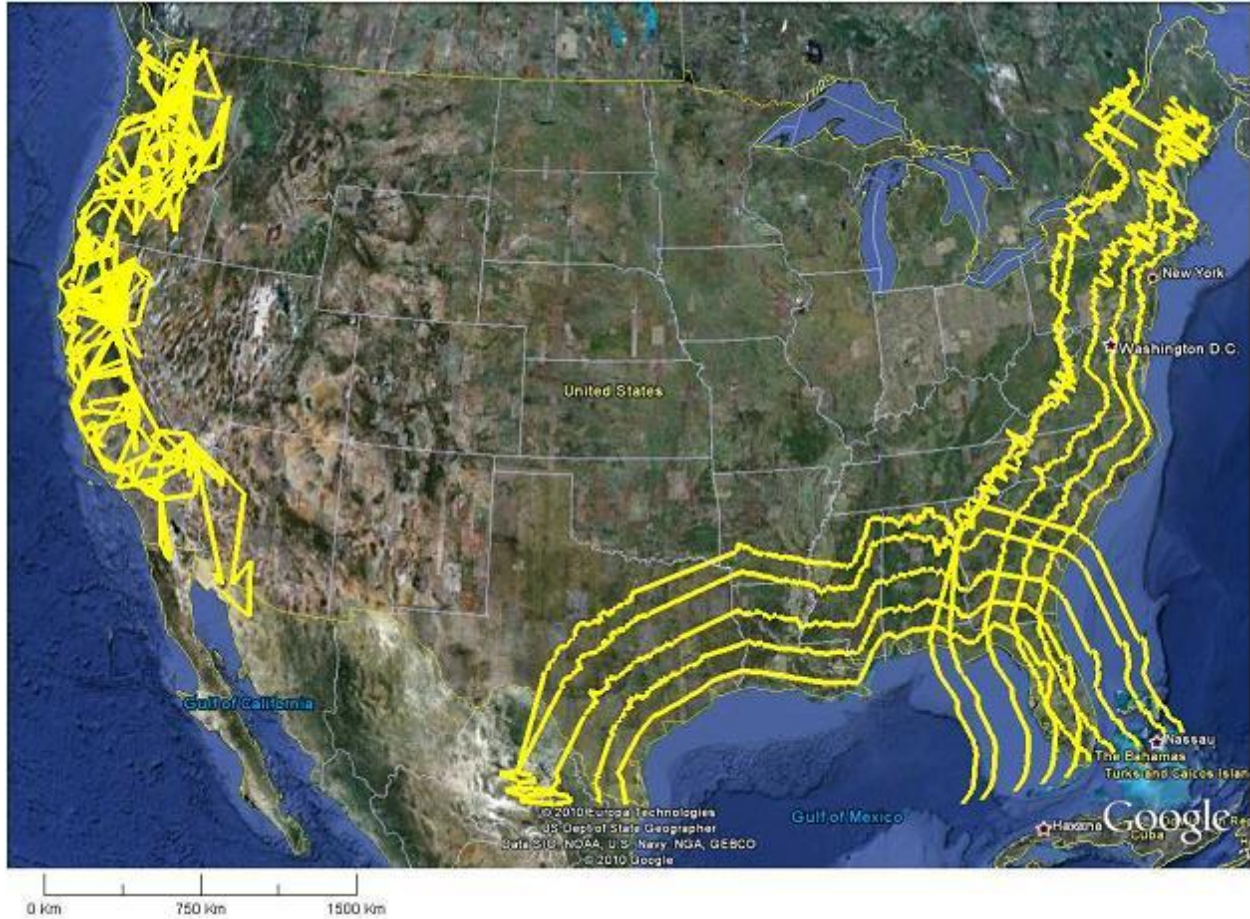 New York
Washington D.C.
United States
Gulf of California
Nassau
The Bahamas
Turks and Caicos Islan
© 2010 Europa Technologies
US Dept of State Geographer
Data SIO, NOAA, U.S. Navy, NGA, GEBCO
© 2010 Google
Gulf of Mexico
Havana
Cuba
Google
0 Km
750 Km
1500 Km